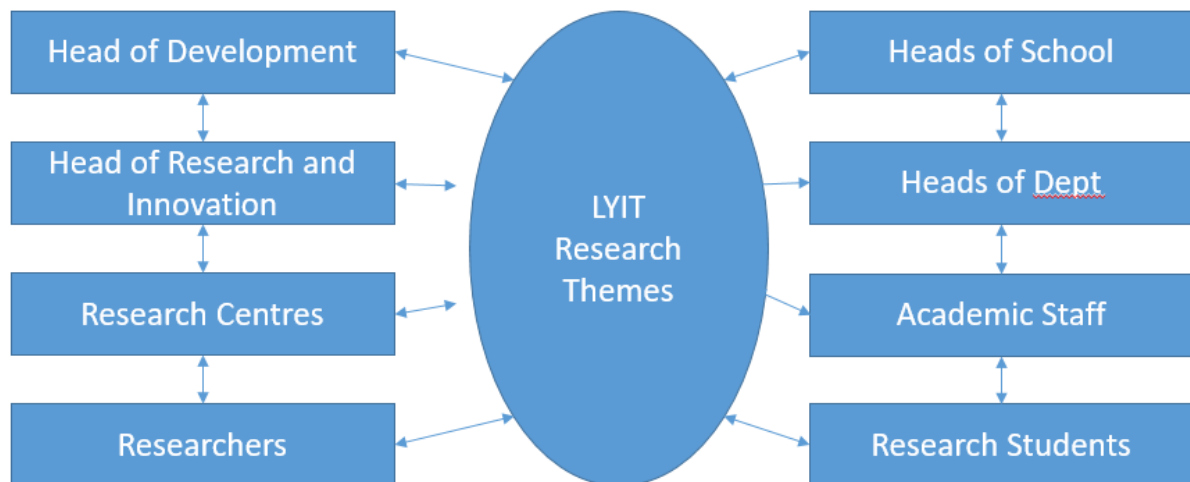 Head of Development
Head of Research and
Innovation
Research Centres
Researchers
LYIT
Research
Themes
Heads of School
Heads of Dept
Academic Staff
Research Students